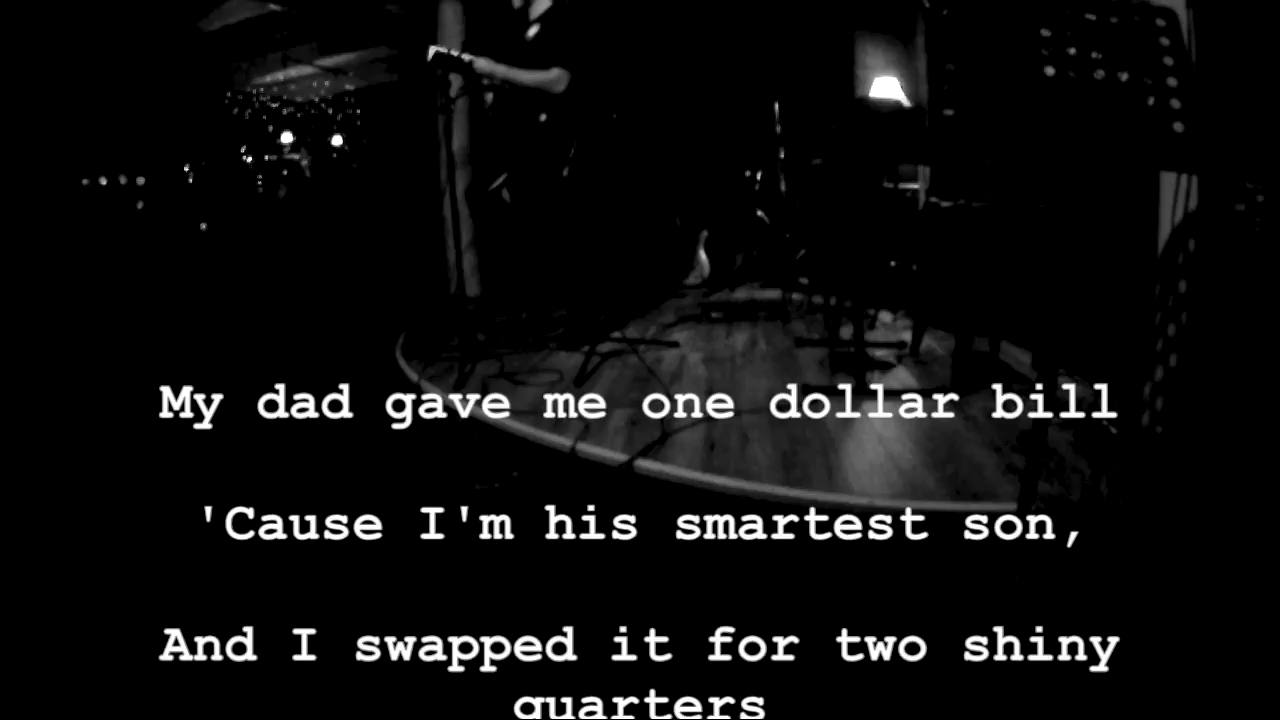 My dad gave me one dollar bill
'Cause I'm his smartest son,
And I swapped it for two shiny
quarters